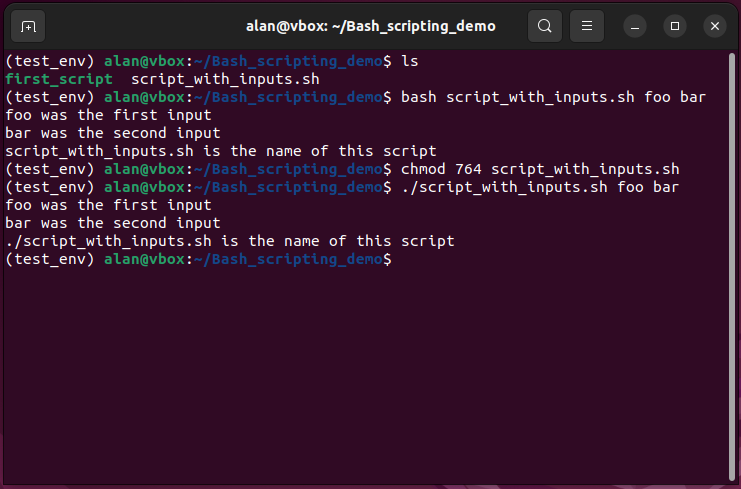 alan@vbox: ~/Bash_scripting_demo
(test_env) alan@vbox:~/Bash_scripting_demo$ ls
first_script  script_with_inputs.sh
(test_env) alan@vbox:~/Bash_scripting_demo$ bash script_with_inputs.sh foo bar
foo was the first input
bar was the second input
script_with_inputs.sh is the name of this script
(test_env) alan@vbox:~/Bash_scripting_demo$ chmod 764 script_with_inputs.sh
(test_env) alan@vbox:~/Bash_scripting_demo$ ./script_with_inputs.sh foo bar
foo was the first input
bar was the second input
./script_with_inputs.sh is the name of this script
(test_env) alan@vbox:~/Bash_scripting_demo$